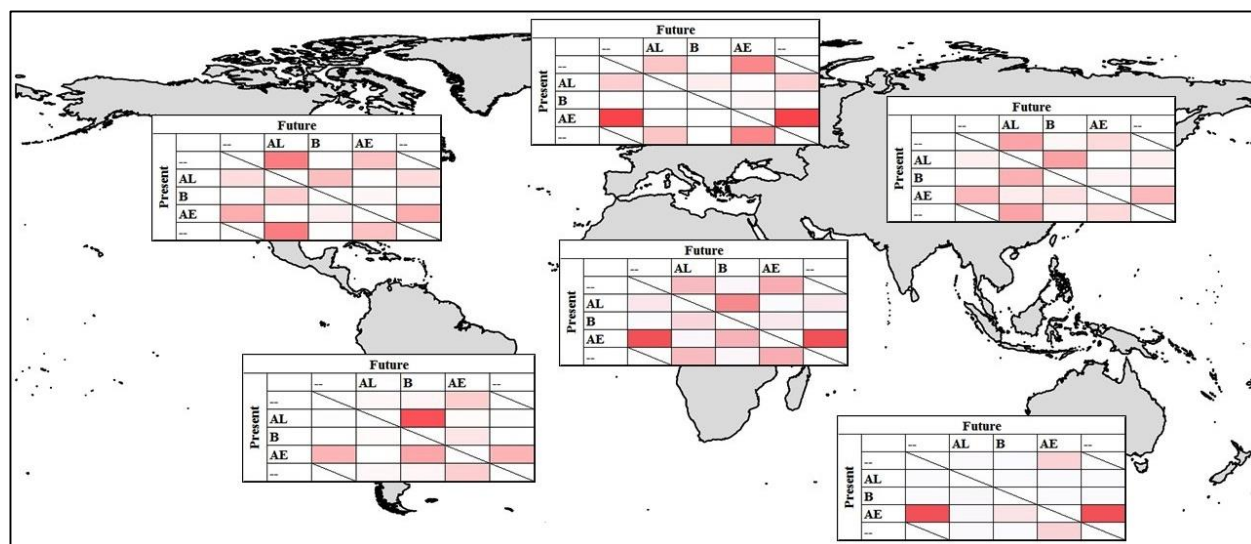 Future
-- AL B AE --
Present
--
AL
B
AE
--
Future
-- AL B AE --
Present
--
AL
B
AE
--
Future
-- AL B AE --
Present
--
AL
B
AE
--
Future
-- AL B AE --
Present
--
AL
B
AE
--
Future
-- AL B AE --
Present
--
AL
B
AE
--
Future
-- AL B AE --
Present
--
AL
B
AE
--